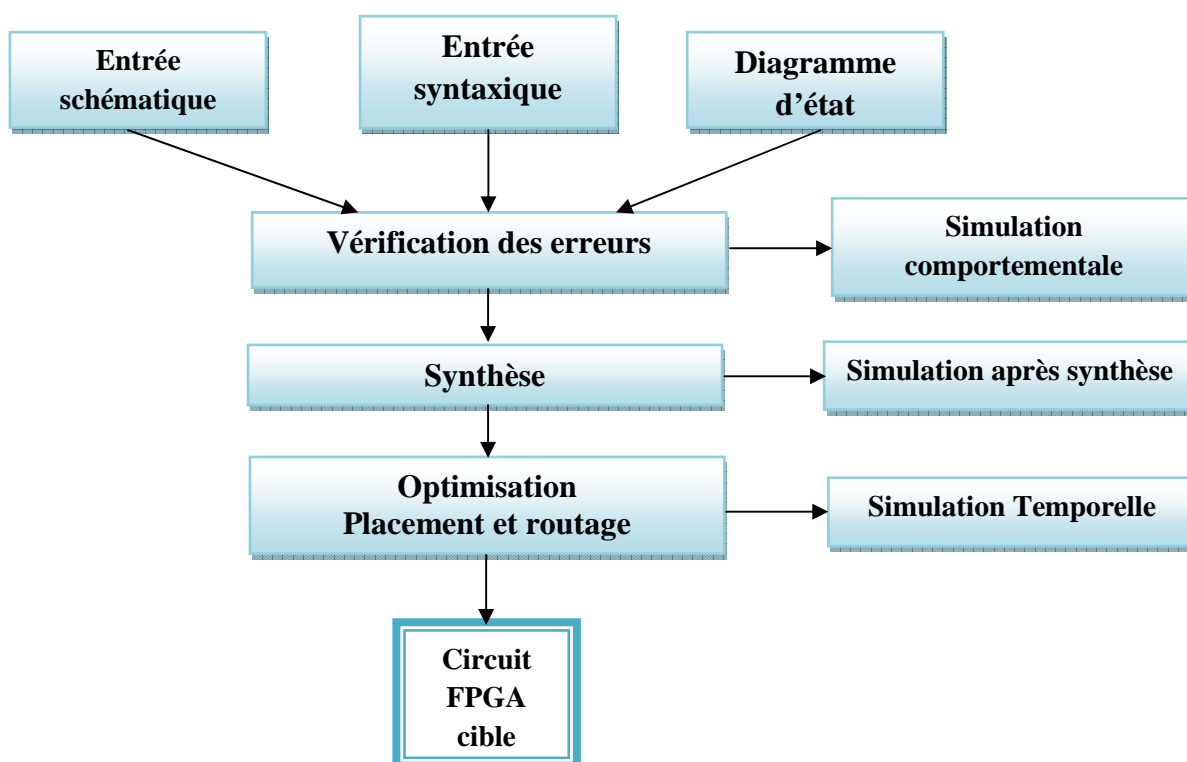 Entrée
schématique
Entrée
syntaxique
Diagramme
d’état
Vérification des erreurs
Simulation
comportementale
Synthèse
Simulation après synthèse
Optimisation
Placement et routage
Simulation Temporelle
Circuit
FPGA
cible